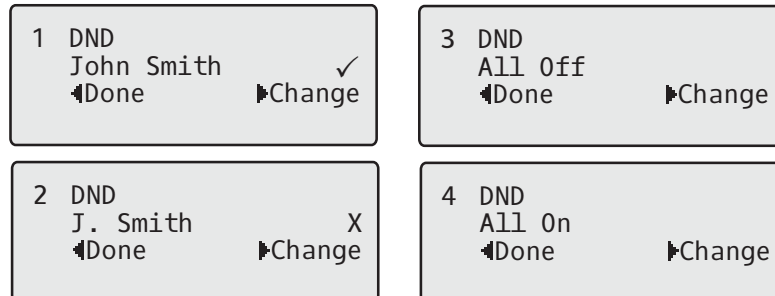 1 DND
John Smith ✓
◀Done ▶Change
2 DND
J. Smith X
◀Done ▶Change
3 DND
All Off
◀Done ▶Change
4 DND
All On
◀Done ▶Change